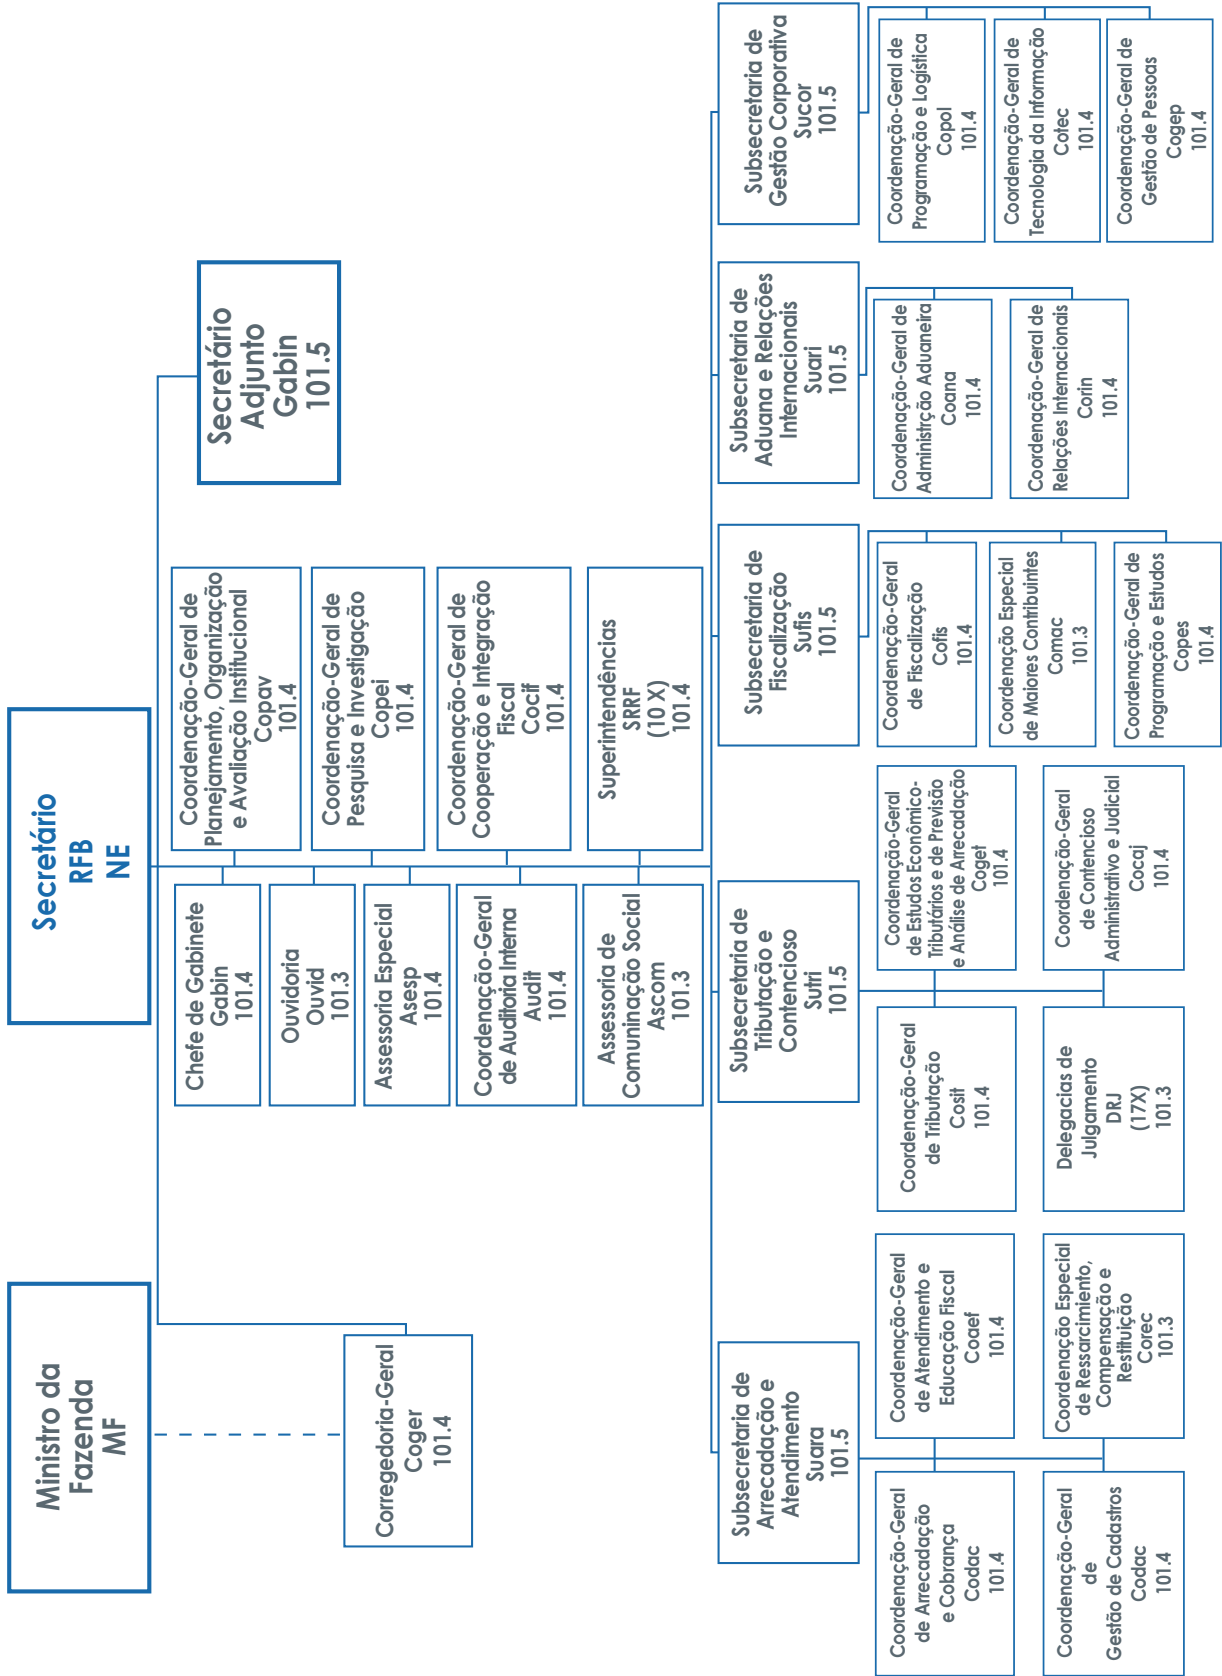 Ministro da
Fazenda
MF
Secretário
RFB
NE
Corregedoria-Geral
Coger
101.4
Secretário
Adjunto
Gabin
101.5
Chefe de Gabinete
Gabin
101.4
Coordenação-Geral de
Planejamento, Organização
e Avaliação Institucional
Copav
101.4
Ouvidoria
Ouvid
101.3
Coordenação-Geral de
Pesquisa e Investigação
Copei
101.4
Assessoria Especial
Asesp
101.4
Coordenação-Geral de
Cooperação e Integração
Fiscal
Cocif
101.4
Coordenação-Geral
de Auditoria Interna
Audit
101.4
Superintendências
SRRF
(10 X)
101.4
Assessoria de
Comuninação Social
Ascom
101.3
Subsecretaria de
Arrecadação e
Atendimento
Suara
101.5
Subsecretaria de
Tributação e
Contencioso
Sutri
101.5
Subsecretaria de
Fiscalização
Sufis
101.5
Subsecretaria de
Aduana e Relações
Internacionais
Suari
101.5
Subsecretaria de
Gestão Corporativa
Sucor
101.5
Coordenação-Geral
de Arrecadação
e Cobrança
Codac
101.4
Coordenação-Geral
de Atendimento e
Educação Fiscal
Coaef
101.4
Coordenação-Geral
de
Gestão de Cadastros
Codac
101.4
Coordenação Especial
de Ressarcimento,
Compensação e
Restituição
Corec
101.3
Coordenação-Geral
de Tributação
Cosit
101.4
Coordenação-Geral
de Estudos Econômico-
Tributários e de Previsão
e Análise de Arrecadação
Coget
101.4
Delegacias de
Julgamento
DRJ
(17X)
101.3
Coordenação-Geral
de Contencioso
Administrativo e Judicial
Cocaj
101.4
Coordenação-Geral
de Fiscalização
Cofis
101.4
Coordenação Especial
de Maiores Contribuintes
Comac
101.3
Coordenação-Geral de
Programação e Estudos
Copes
101.4
Coordenação-Geral de
Administrção Aduaneira
Coana
101.4
Coordenação-Geral de
Relações Internacionais
Corin
101.4
Coordenação-Geral de
Programação e Logística
Copol
101.4
Coordenação-Geral de
Tecnologia da Informação
Cotec
101.4
Coordenação-Geral de
Gestão de Pessoas
Cogep
101.4